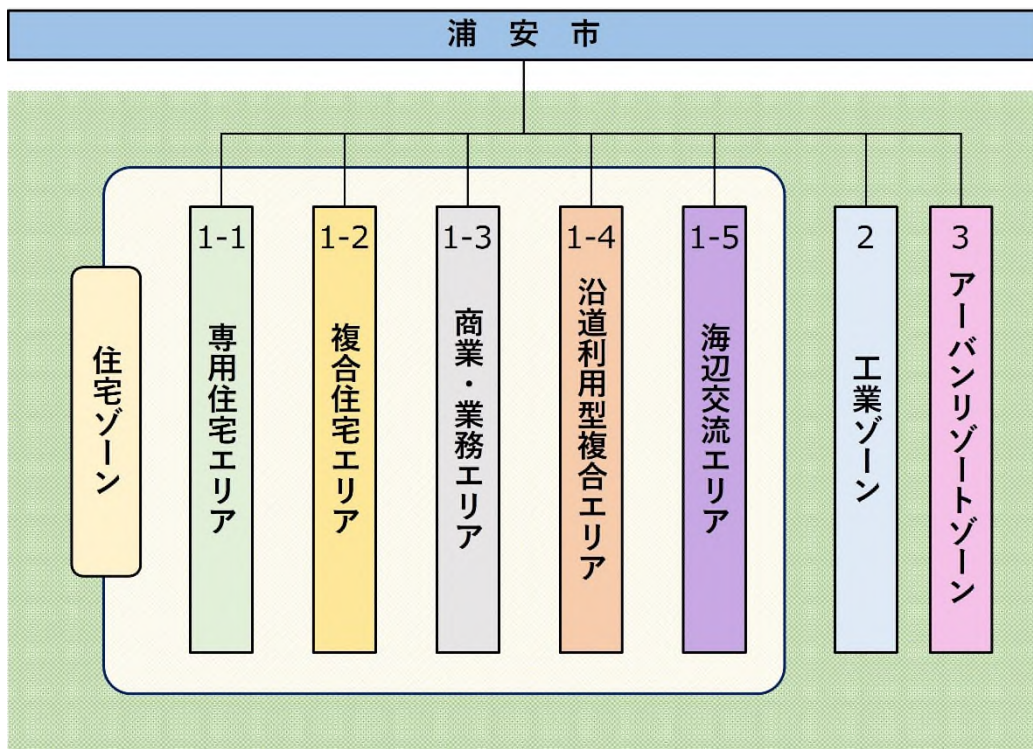 浦安市
住宅ゾーン
1-1
専用住宅エリア
1-2
複合住宅エリア
1-3
商業・業務エリア
1-4
沿道利用型複合エリア
1-5
海辺交流エリア
2
工業ゾーン
3
アーバンリゾートゾーン